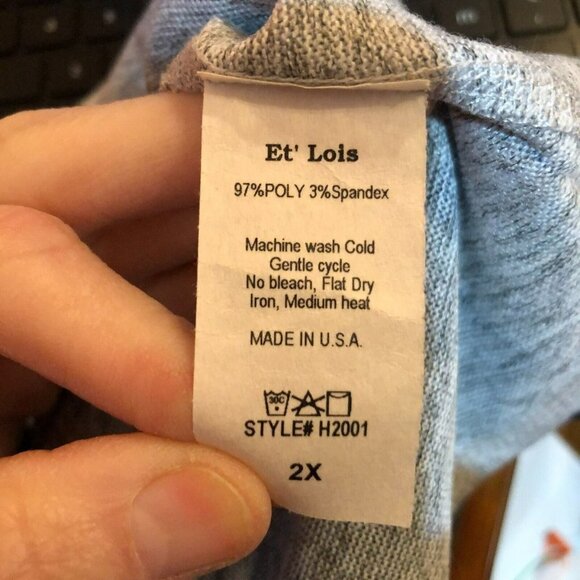 Et' Lois
97%POLY 3%Spandex
Machine wash Cold
Gentle cycle
No bleach, Flat Dry
Iron, Medium heat
MADE IN U.S.A.
30C
STYLE# H2001
2X